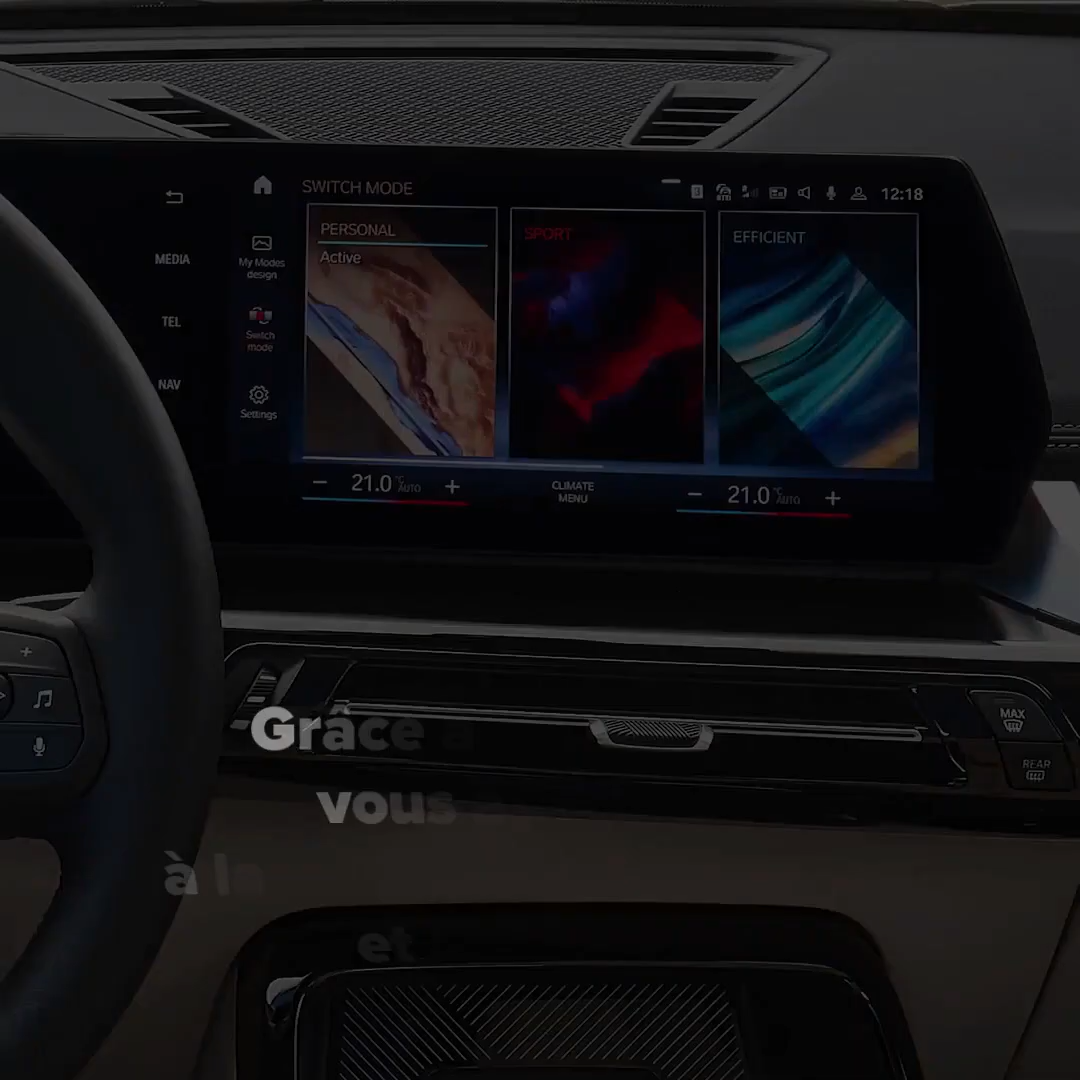 SWITCH MODE
12:18
MEDIA
TEL
NAV
My Modes
design
Switch
mode
Settings
PERSONAL
Active
SPORT
EFFICIENT
21.0 °C AUTO
CLIMATE
MENU
21.0 °C AUTO
MAX
REAR
Grâce à
vous
à la
et